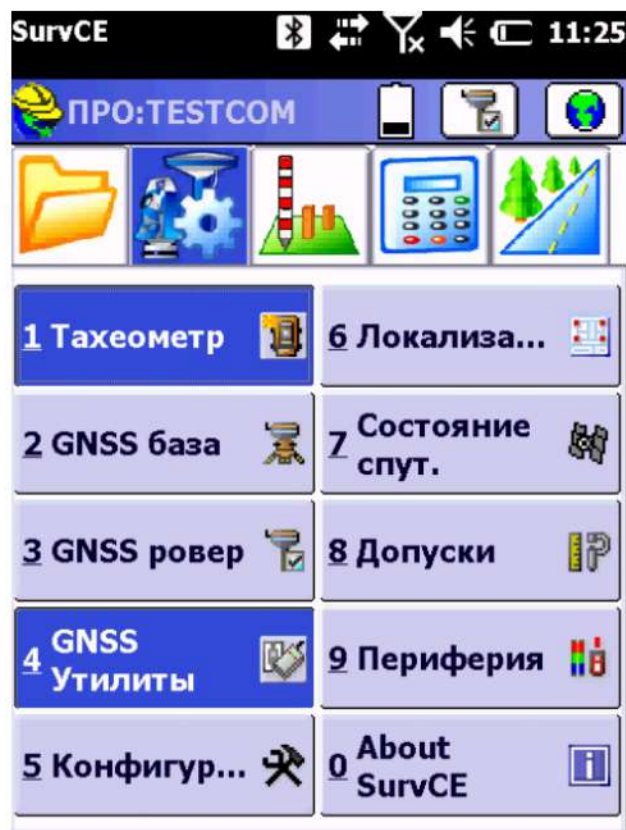 SurvCE 11:25
ПРО:TESTCOM
1 Тахеометр
2 GNSS база
3 GNSS ровер
4 GNSS
Утилиты
5 Конфигур...
6 Локализа...
7 Состояние
спут.
8 Допуски
9 Периферия
0 About
SurvCE